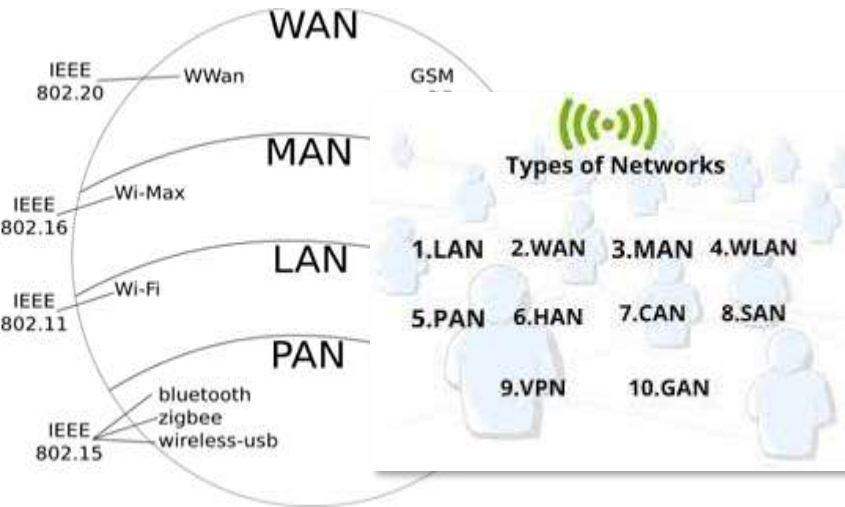 WAN
IEEE
802.20
WWan
GSM
MAN
IEEE
802.16
Wi-Max
LAN
IEEE
802.11
Wi-Fi
PAN
IEEE
802.15
bluetooth
zigbee
wireless-usb
Types of Networks
1.LAN 2.WAN 3.MAN 4.WLAN
5.PAN 6.HAN 7.CAN 8.SAN
9.VPN 10.GAN